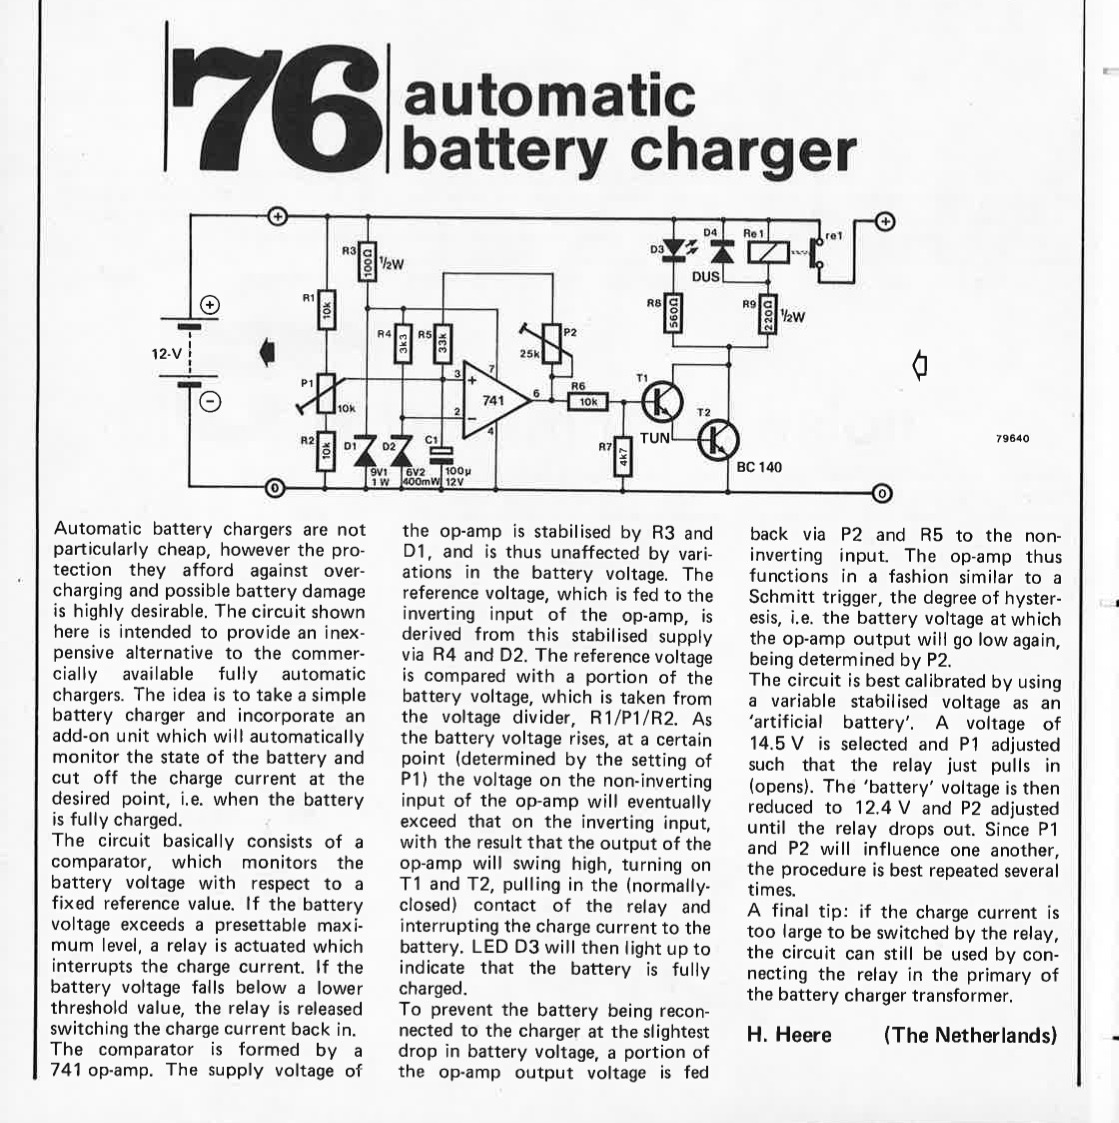 76
automatic
battery charger
12-V
R1
10k
P1
10k
R2
10k
R3
100Ω
½W
R4
3k3
R5
33k
D1
9V1
1 W
D2
6V2
400mW
C1
100µ
12V
3
2
7
6
4
741
P2
25k
R6
10k
R7
4k7
T1
TUN
T2
BC 140
D3
D4
DUS
Re1
re1
R8
560Ω
R9
220Ω
½W
79640
Automatic battery chargers are not
particularly cheap, however the pro-
tection they afford against over-
charging and possible battery damage
is highly desirable. The circuit shown
here is intended to provide an inex-
pensive alternative to the commer-
cially available fully automatic
chargers. The idea is to take a simple
battery charger and incorporate an
add-on unit which will automatically
monitor the state of the battery and
cut off the charge current at the
desired point, i.e. when the battery
is fully charged.
The circuit basically consists of a
comparator, which monitors the
battery voltage with respect to a
fixed reference value. If the battery
voltage exceeds a presettable maxi-
mum level, a relay is actuated which
interrupts the charge current. If the
battery voltage falls below a lower
threshold value, the relay is released
switching the charge current back in.
The comparator is formed by a
741 op-amp. The supply voltage of
the op-amp is stabilised by R3 and
D1, and is thus unaffected by vari-
ations in the battery voltage. The
reference voltage, which is fed to the
inverting input of the op-amp, is
derived from this stabilised supply
via R4 and D2. The reference voltage
is compared with a portion of the
battery voltage, which is taken from
the voltage divider, R1/P1/R2. As
the battery voltage rises, at a certain
point (determined by the setting of
P1) the voltage on the non-inverting
input of the op-amp will eventually
exceed that on the inverting input,
with the result that the output of the
op-amp will swing high, turning on
T1 and T2, pulling in the (normally-
closed) contact of the relay and
interrupting the charge current to the
battery. LED D3 will then light up to
indicate that the battery is fully
charged.
To prevent the battery being recon-
nected to the charger at the slightest
drop in battery voltage, a portion of
the op-amp output voltage is fed
back via P2 and R5 to the non-
inverting input. The op-amp thus
functions in a fashion similar to a
Schmitt trigger, the degree of hyster-
esis, i.e. the battery voltage at which
the op-amp output will go low again,
being determined by P2.
The circuit is best calibrated by using
a variable stabilised voltage as an
'artificial battery'. A voltage of
14.5 V is selected and P1 adjusted
such that the relay just pulls in
(opens). The 'battery' voltage is then
reduced to 12.4 V and P2 adjusted
until the relay drops out. Since P1
and P2 will influence one another,
the procedure is best repeated several
times.
A final tip: if the charge current is
too large to be switched by the relay,
the circuit can still be used by con-
necting the relay in the primary of
the battery charger transformer.
H. Heere (The Netherlands)